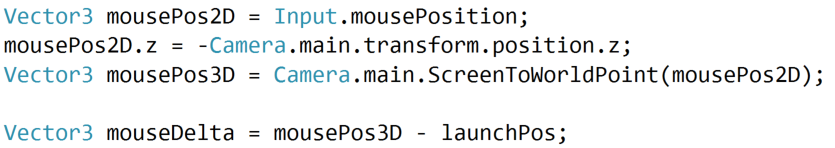 Vector3 mousePos2D = Input.mousePosition;
mousePos2D.z = -Camera.main.transform.position.z;
Vector3 mousePos3D = Camera.main.ScreenToWorldPoint(mousePos2D);
Vector3 mouseDelta = mousePos3D - launchPos;